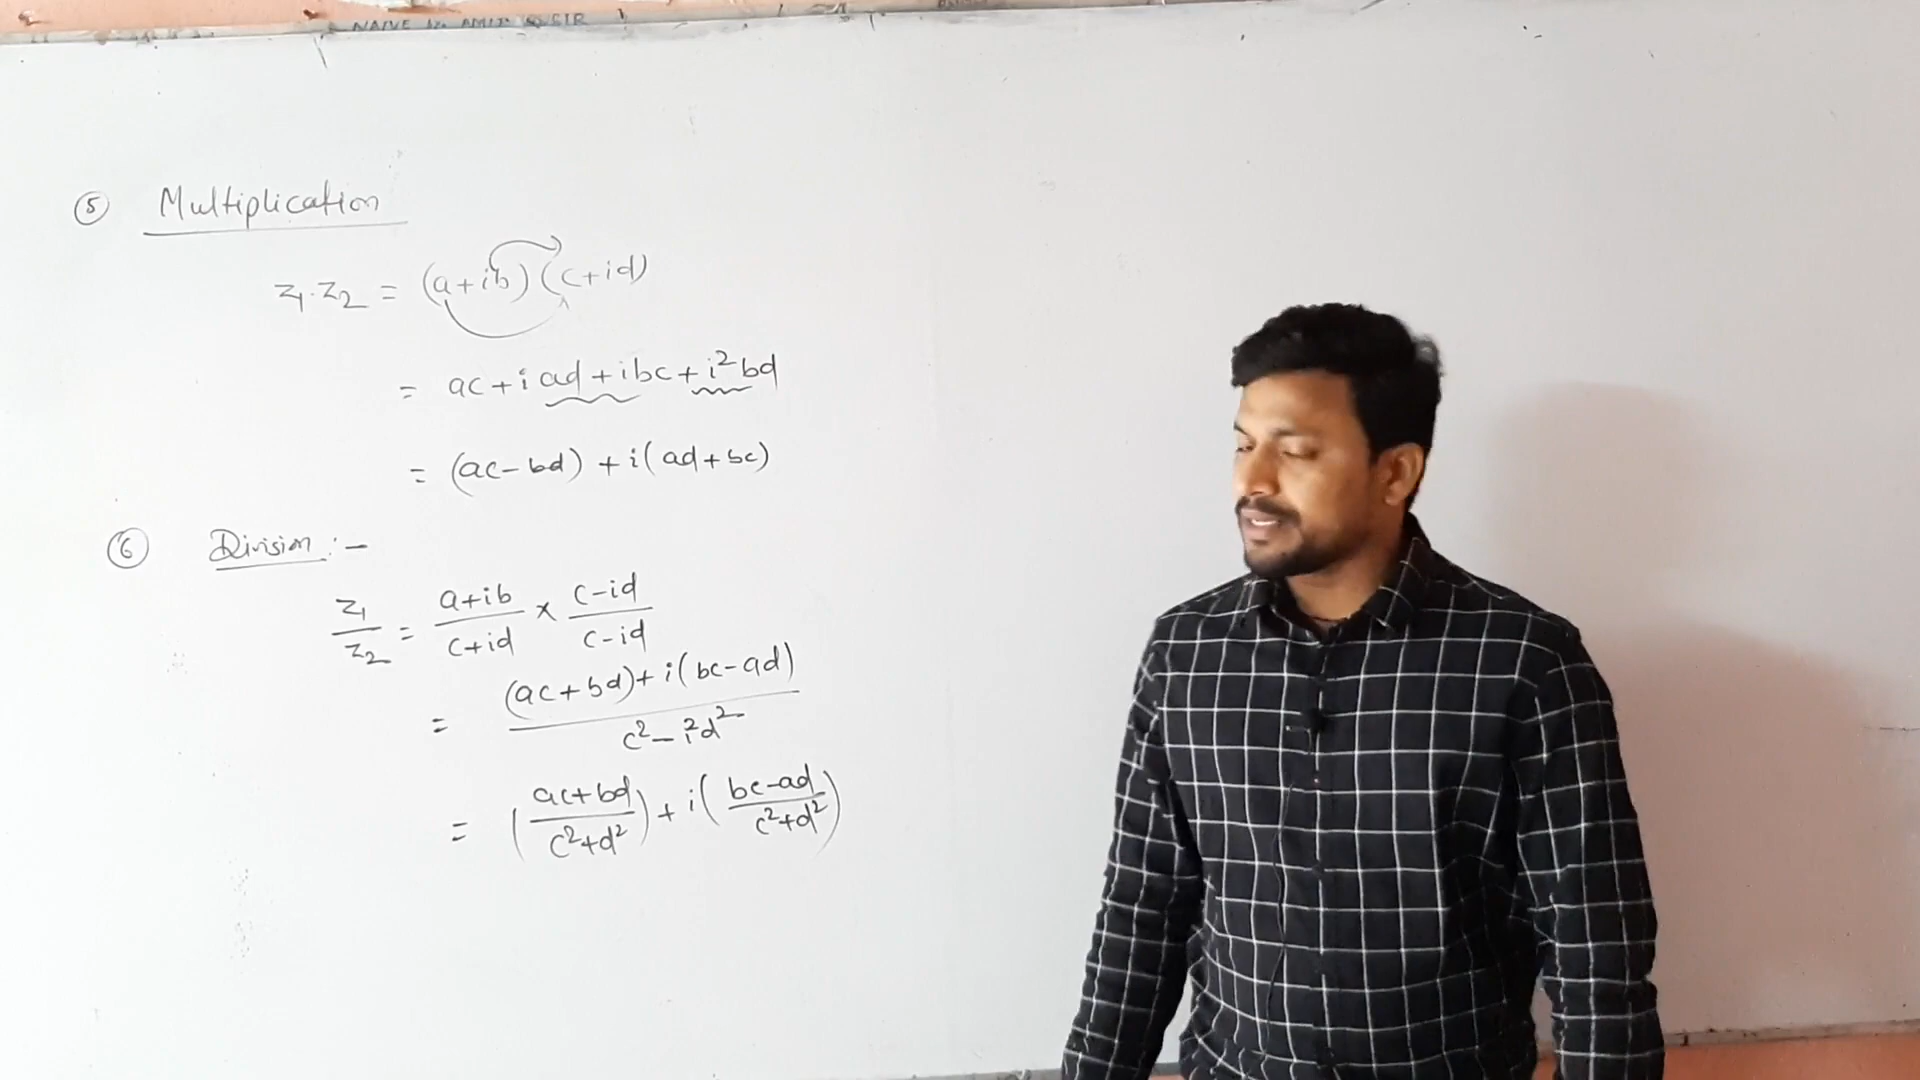 ⑤ Multiplication
z₁·z₂ = (a+ib)(c+id)
= ac+iad+ibc+i²bd
= (ac-bd)+i(ad+bc)
⑥ Division :-
z₁/z₂ = a+ib/c+id × c-id/c-id
= (ac+bd)+i(bc-ad)/c²-i²d²
= (ac+bd/c²+d²)+i(bc-ad/c²+d²)